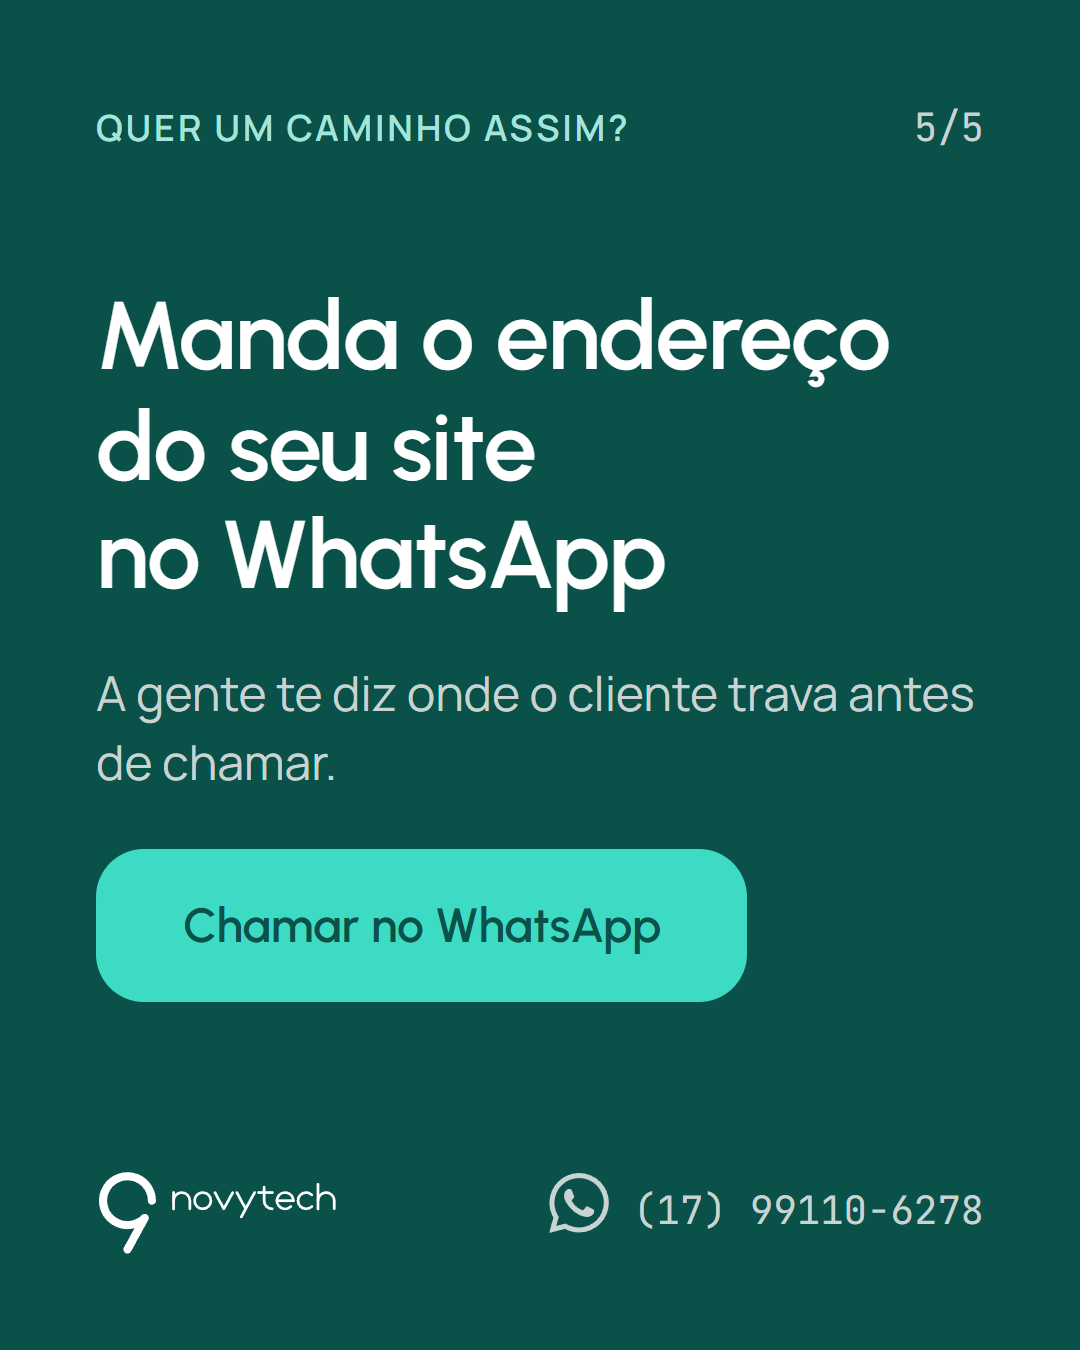 QUER UM CAMINHO ASSIM?
5/5
Manda o endereço
do seu site
no WhatsApp
A gente te diz onde o cliente trava antes
de chamar.
Chamar no WhatsApp
novytech
(17) 99110-6278